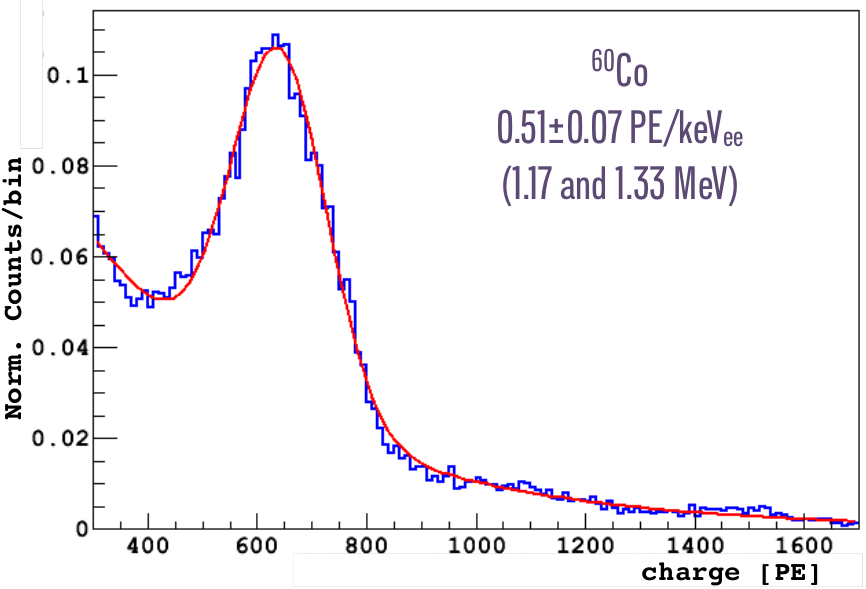 ⁶⁰Co
0.51±0.07 PE/keVₑₑ
(1.17 and 1.33 MeV)
Norm. Counts/bin
0.1
0.08
0.06
0.04
0.02
0
400 600 800 1000 1200 1400 1600
charge [PE]